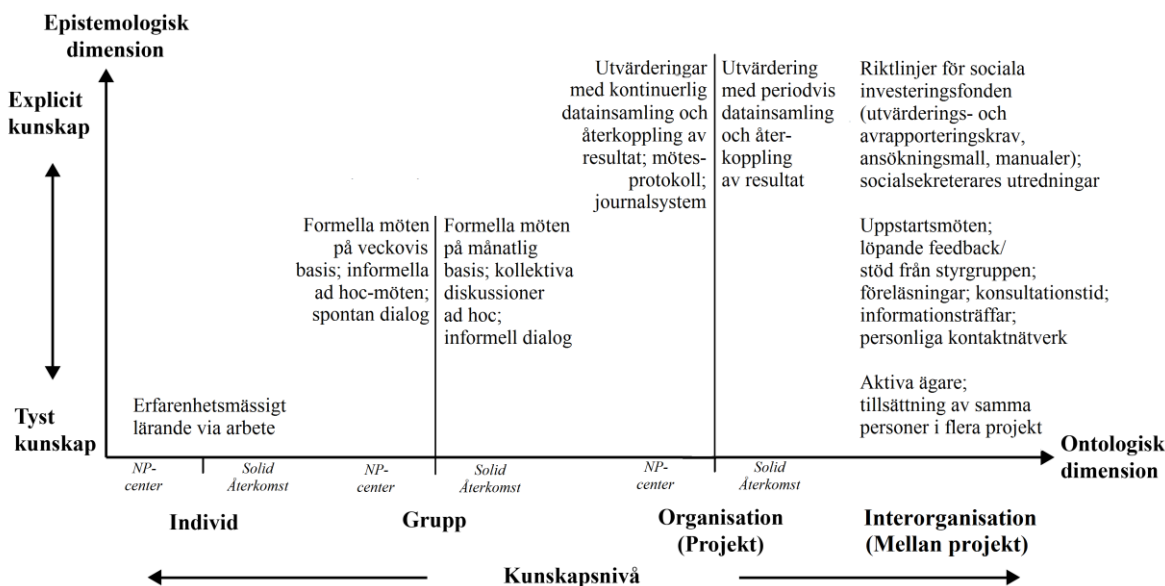 Epistemologisk
dimension
Explicit
kunskap
Tyst
kunskap
Utvärderingar
med kontinuerlig
datainsamling och
återkoppling av
resultat; mötes-
protokoll;
journalsystem
Utvärdering
med periodvis
datainsamling
och åter-
koppling
av resultat
Riktlinjer för sociala
investeringsfonden
(utvärderings- och
avrapporteringskrav,
ansökningsmall, manualer);
socialsekreterares utredningar
Formella möten
på veckovis
basis; informella
ad hoc-möten;
spontan dialog
Formella möten
på månatlig
basis; kollektiva
diskussioner
ad hoc;
informell dialog
Uppstartsmöten;
löpande feedback/
stöd från styrgruppen;
föreläsningar; konsultationstid;
informationsträffar;
personliga kontaktnätverk
Erfarenhetsmässigt
lärande via arbete
Aktiva ägare;
tillsättning av samma
personer i flera projekt
Ontologisk
dimension
NP-
center
Solid
Återkomst
NP-
center
Solid
Återkomst
NP-
center
Solid
Återkomst
Individ
Grupp
Organisation
(Projekt)
Interorganisation
(Mellan projekt)
Kunskapsnivå